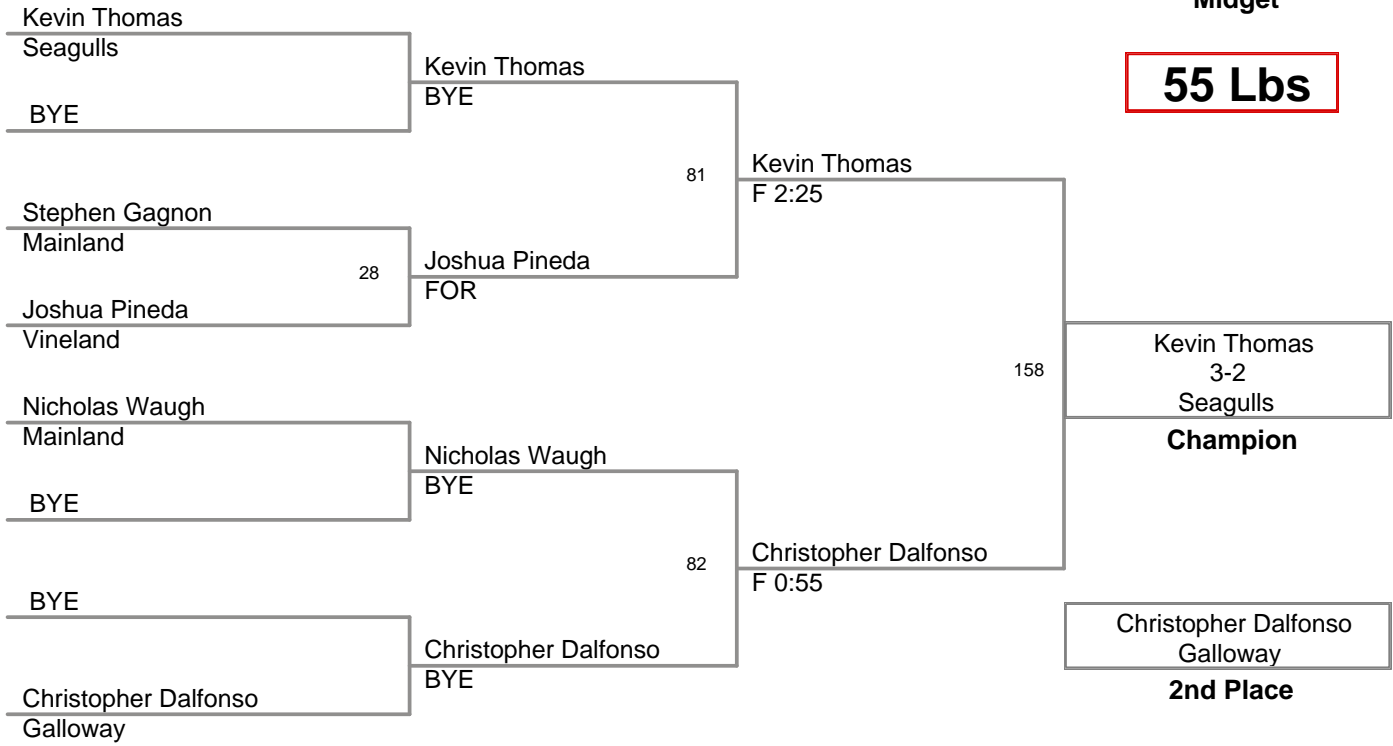 Midget
55 Lbs
Kevin Thomas
Seagulls
BYE
Stephen Gagnon
Mainland
28
Joshua Pineda
Vineland
Nicholas Waugh
Mainland
BYE
BYE
Christopher Dalfonso
Galloway
Kevin Thomas
BYE
81
Joshua Pineda
FOR
Nicholas Waugh
BYE
82
Christopher Dalfonso
BYE
Kevin Thomas
F 2:25
158
Christopher Dalfonso
F 0:55
Kevin Thomas
3-2
Seagulls
Champion
Christopher Dalfonso
Galloway
2nd Place